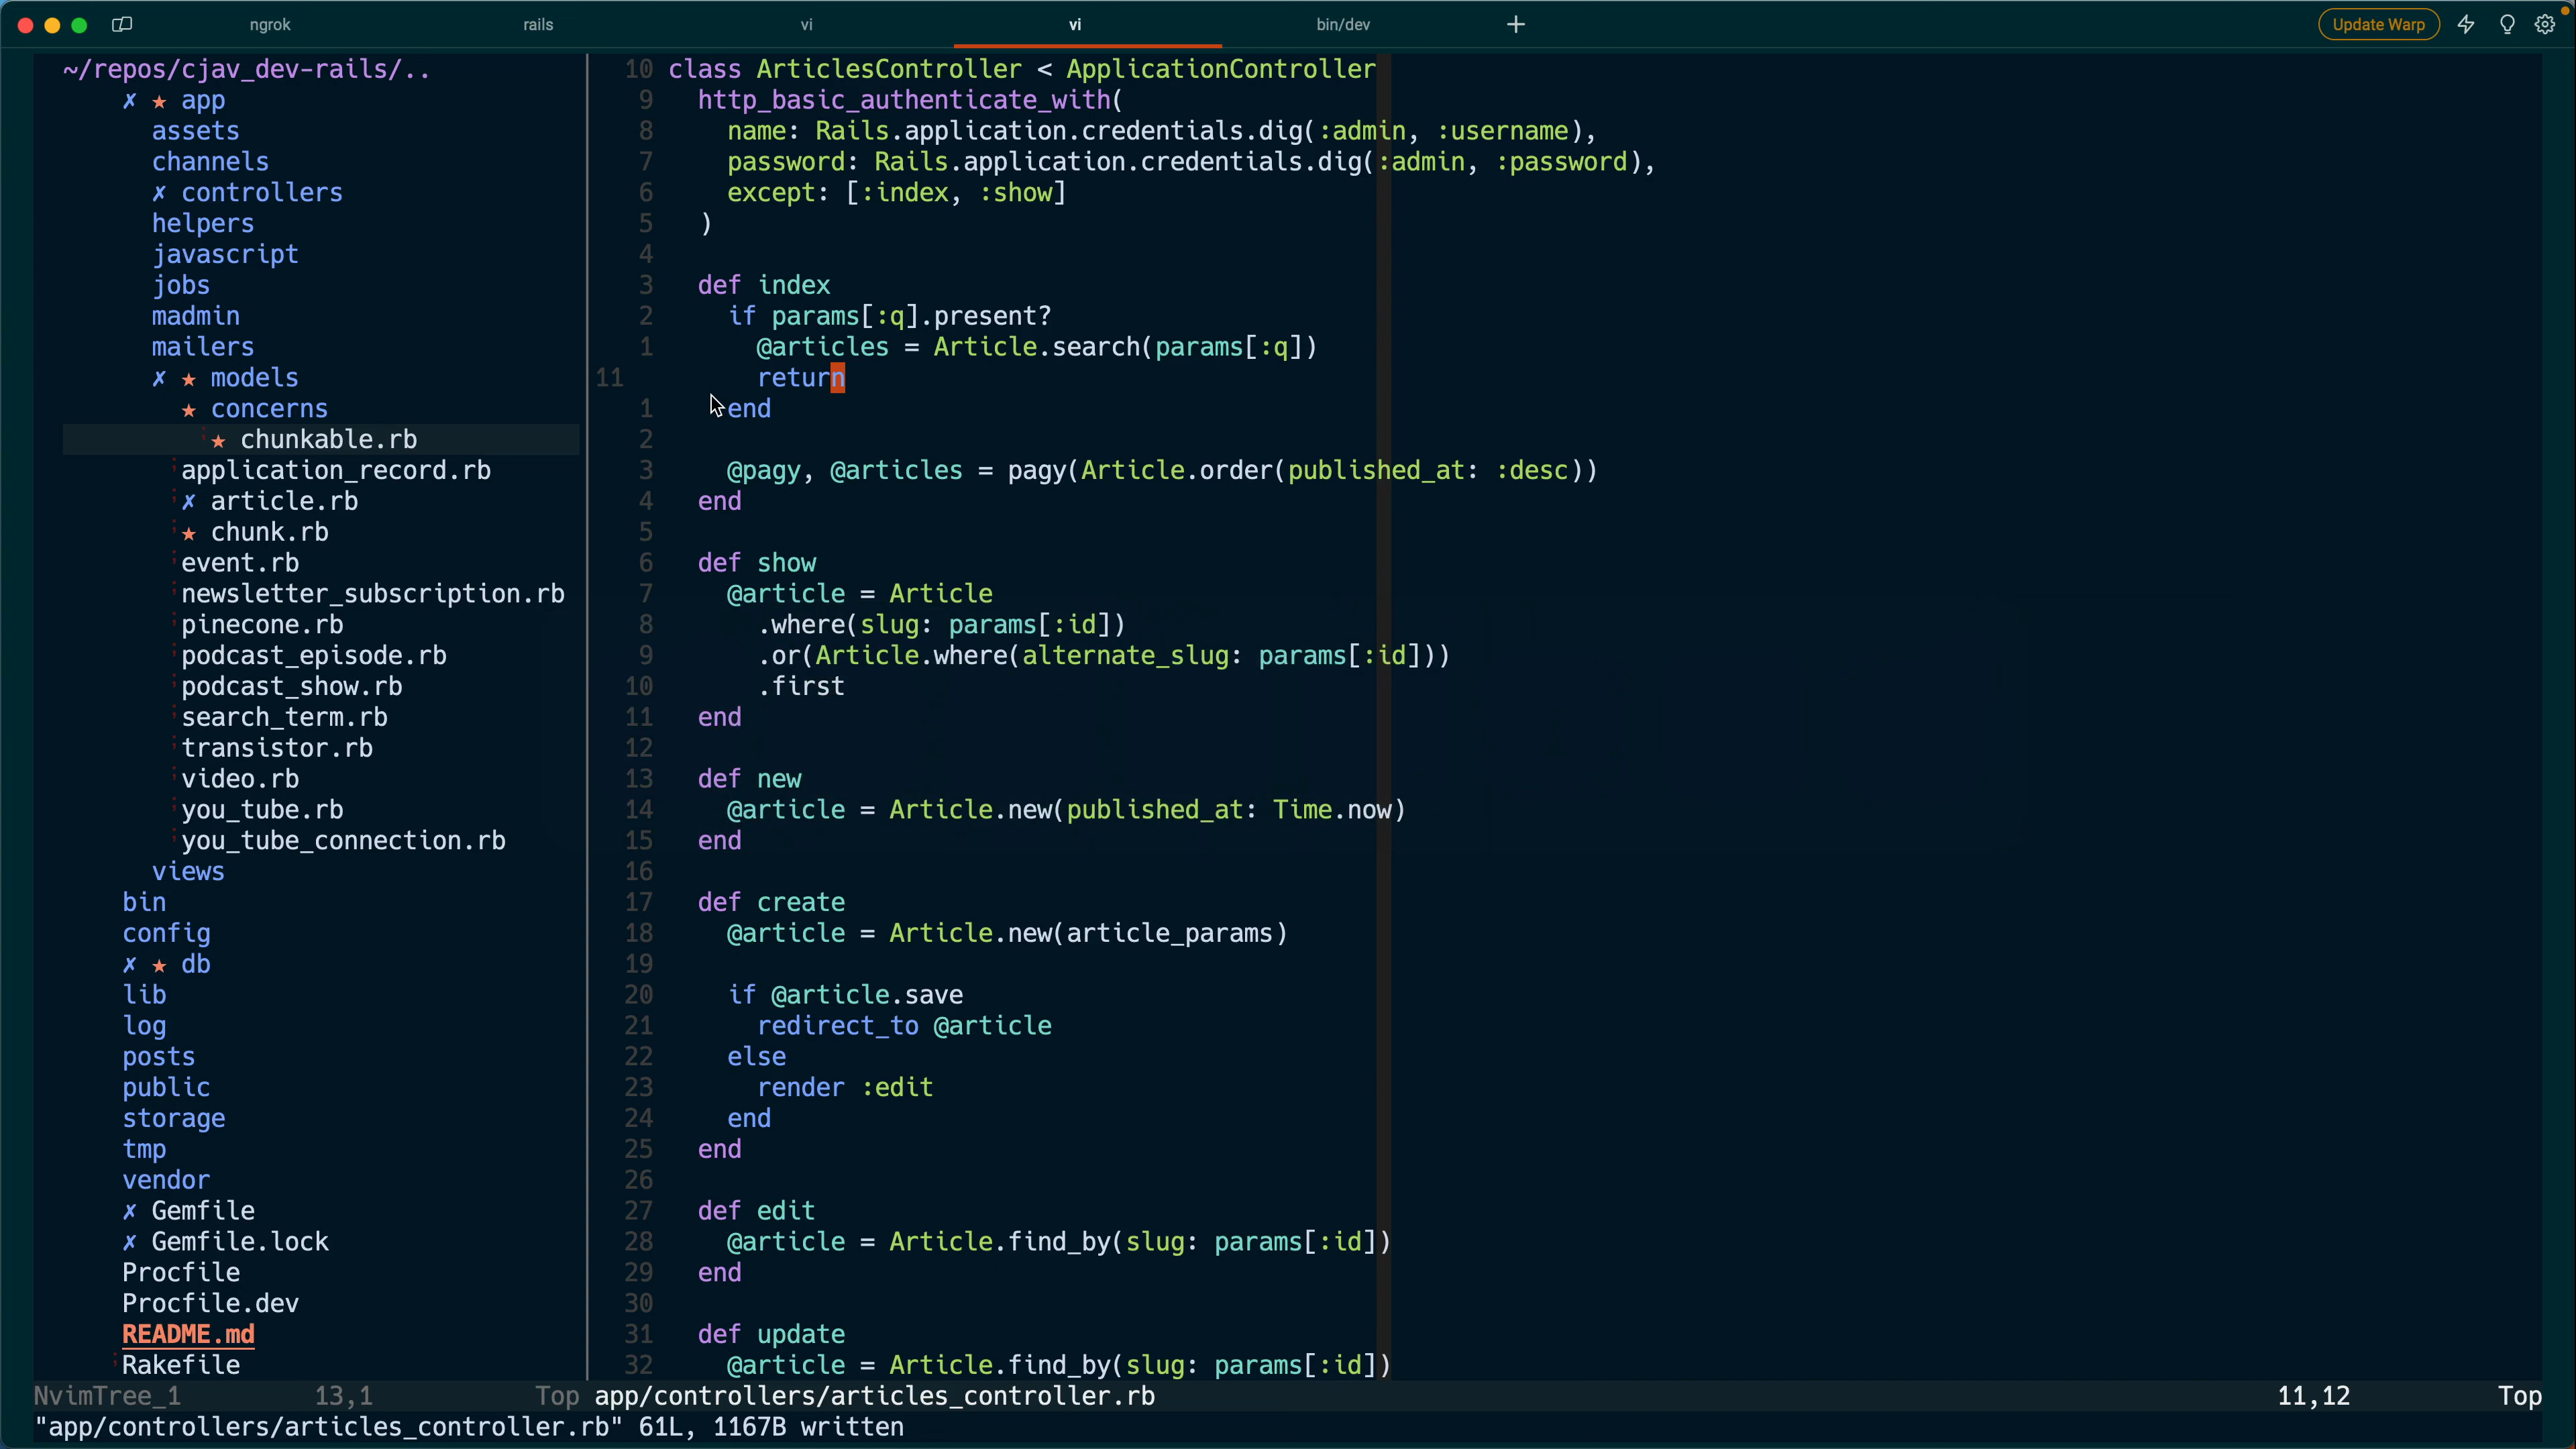 ngrok
rails
vi
vi
bin/dev
Update Warp
~/repos/cjav_dev-rails/..
✗ ★ app
assets
channels
✗ controllers
helpers
javascript
jobs
madmin
mailers
✗ ★ models
★ concerns
★ chunkable.rb
application_record.rb
✗ article.rb
★ chunk.rb
event.rb
newsletter_subscription.rb
pinecone.rb
podcast_episode.rb
podcast_show.rb
search_term.rb
transistor.rb
video.rb
you_tube.rb
you_tube_connection.rb
views
bin
config
✗ ★ db
lib
log
posts
public
storage
tmp
vendor
✗ Gemfile
✗ Gemfile.lock
Procfile
Procfile.dev
README.md
Rakefile
NvimTree_1 13,1 Top
10 class ArticlesController < ApplicationController
9 http_basic_authenticate_with(
8 name: Rails.application.credentials.dig(:admin, :username),
7 password: Rails.application.credentials.dig(:admin, :password),
6 except: [:index, :show]
5 )
4
3 def index
2 if params[:q].present?
1 @articles = Article.search(params[:q])
11 return
1 end
2
3 @pagy, @articles = pagy(Article.order(published_at: :desc))
4 end
5
6 def show
7 @article = Article
8 .where(slug: params[:id])
9 .or(Article.where(alternate_slug: params[:id]))
10 .first
11 end
12
13 def new
14 @article = Article.new(published_at: Time.now)
15 end
16
17 def create
18 @article = Article.new(article_params)
19
20 if @article.save
21 redirect_to @article
22 else
23 render :edit
24 end
25 end
26
27 def edit
28 @article = Article.find_by(slug: params[:id])
29 end
30
31 def update
32 @article = Article.find_by(slug: params[:id])
app/controllers/articles_controller.rb 11,12 Top
"app/controllers/articles_controller.rb" 61L, 1167B written